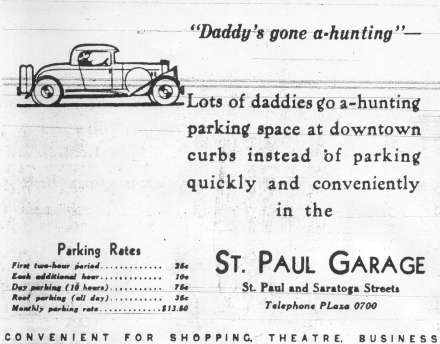 "Daddy's gone a-hunting"—
Lots of daddies go a-hunting
parking space at downtown
curbs instead of parking
quickly and conveniently
in the
Parking Rates
First two-hour period............ 25c
Each additional hour............ 10c
Day parking (10 hours)......... 75c
Roof parking (all day)........... 35c
Monthly parking rate............$13.50
ST. PAUL GARAGE
St. Paul and Saratoga Streets
Telephone PLaza 0700
CONVENIENT FOR SHOPPING, THEATRE, BUSINESS